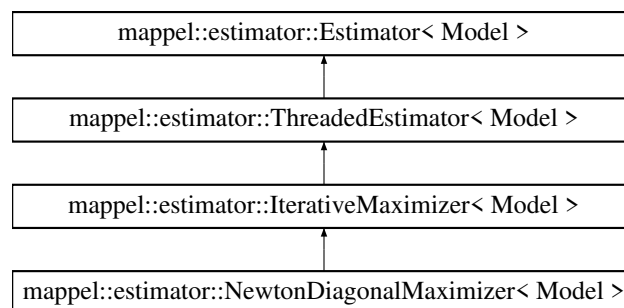 mappel::estimator::Estimator< Model >
mappel::estimator::ThreadedEstimator< Model >
mappel::estimator::IterativeMaximizer< Model >
mappel::estimator::NewtonDiagonalMaximizer< Model >